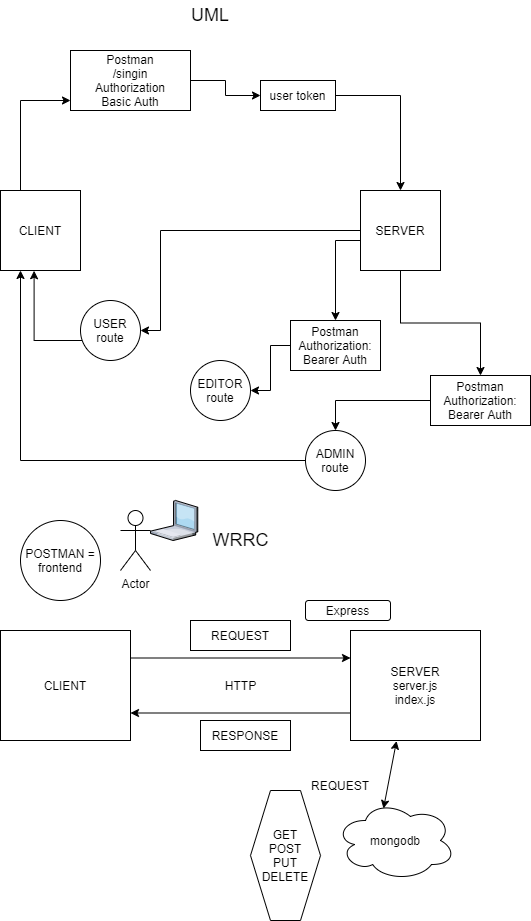 UML
Postman
/singin
Authorization
Basic Auth
user token
CLIENT
SERVER
USER
route
Postman
Authorization:
Bearer Auth
EDITOR
route
Postman
Authorization:
Bearer Auth
ADMIN
route
POSTMAN =
frontend
Actor
WRRC
Express
REQUEST
CLIENT
HTTP
SERVER
server.js
index.js
RESPONSE
REQUEST
GET
POST
PUT
DELETE
mongodb